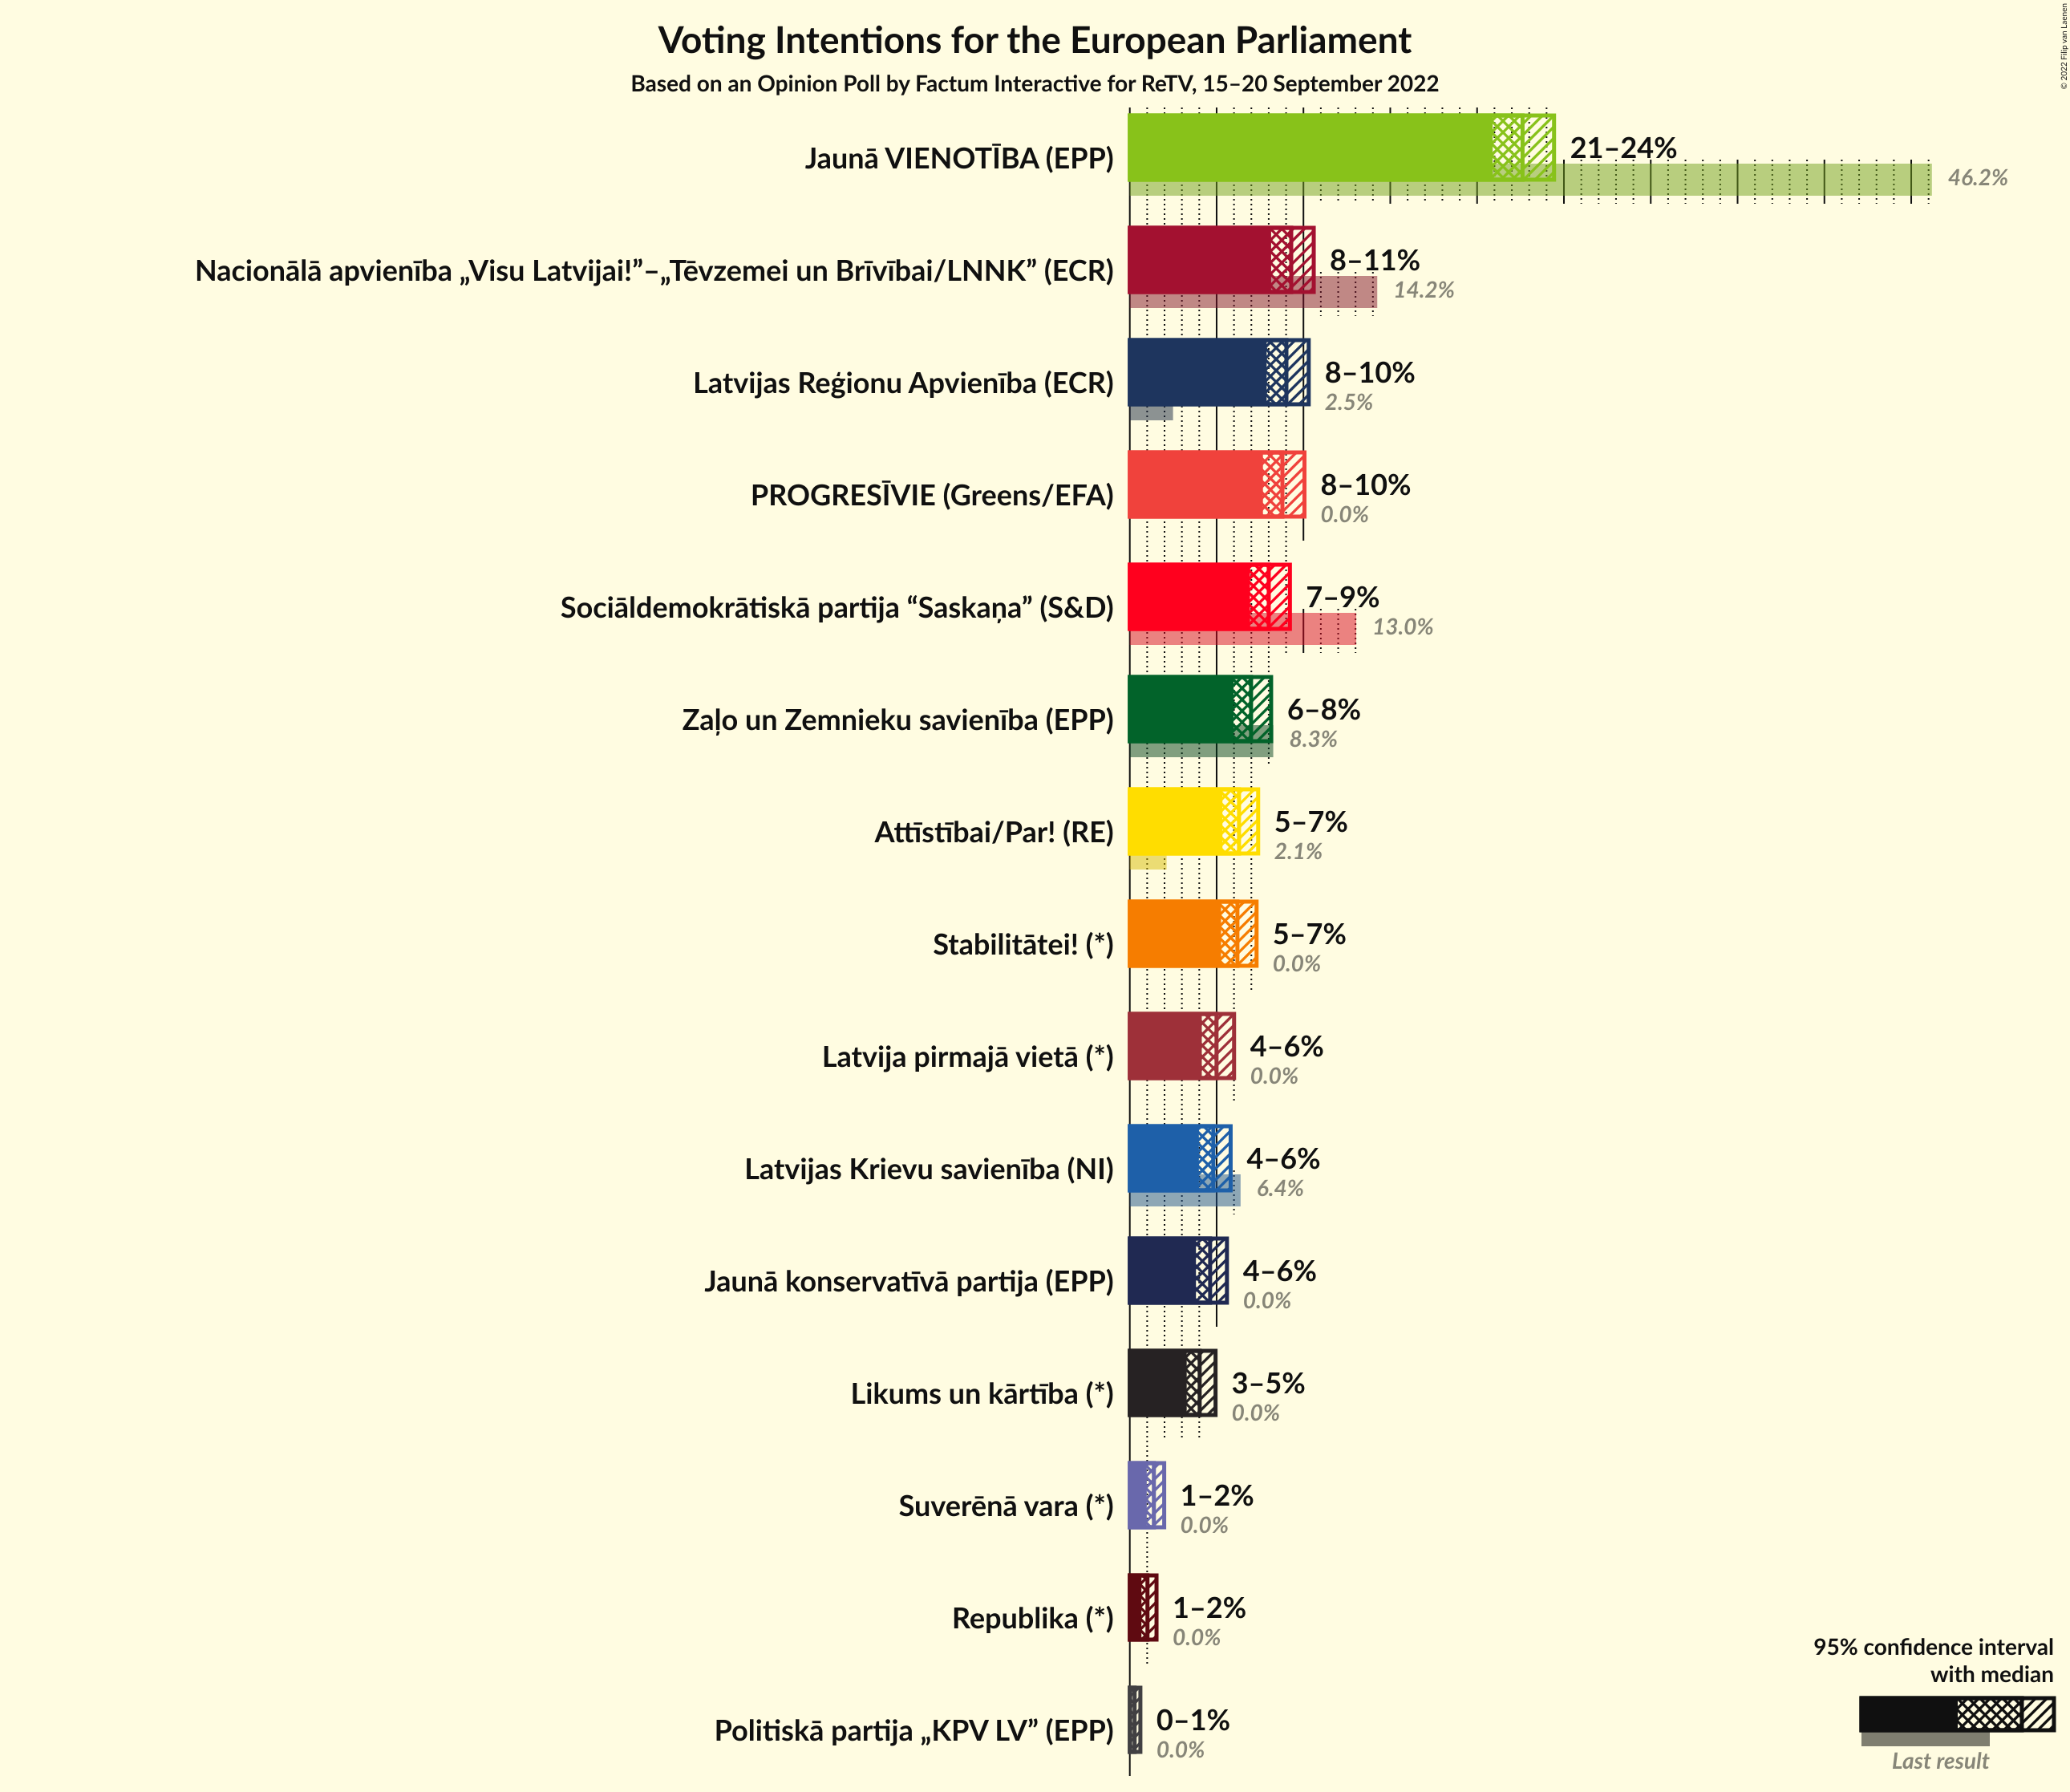 Voting Intentions for the European Parliament
Based on an Opinion Poll by Factum Interactive for ReTV, 15–20 September 2022
© 2022 Filip van Laenen
Jaunā VIENOTĪBA (EPP)
21–24%
46.2%
Nacionālā apvienība „Visu Latvijai!”–„Tēvzemei un Brīvībai/LNNK” (ECR)
8–11%
14.2%
Latvijas Reģionu Apvienība (ECR)
8–10%
2.5%
PROGRESĪVIE (Greens/EFA)
8–10%
0.0%
Sociāldemokrātiskā partija “Saskaņa” (S&D)
7–9%
13.0%
Zaļo un Zemnieku savienība (EPP)
6–8%
8.3%
Attīstībai/Par! (RE)
5–7%
2.1%
Stabilitātei! (*)
5–7%
0.0%
Latvija pirmajā vietā (*)
4–6%
0.0%
Latvijas Krievu savienība (NI)
4–6%
6.4%
Jaunā konservatīvā partija (EPP)
4–6%
0.0%
Likums un kārtība (*)
3–5%
0.0%
Suverēnā vara (*)
1–2%
0.0%
Republika (*)
1–2%
0.0%
Politiskā partija „KPV LV” (EPP)
0–1%
0.0%
95% confidence interval
with median
Last result